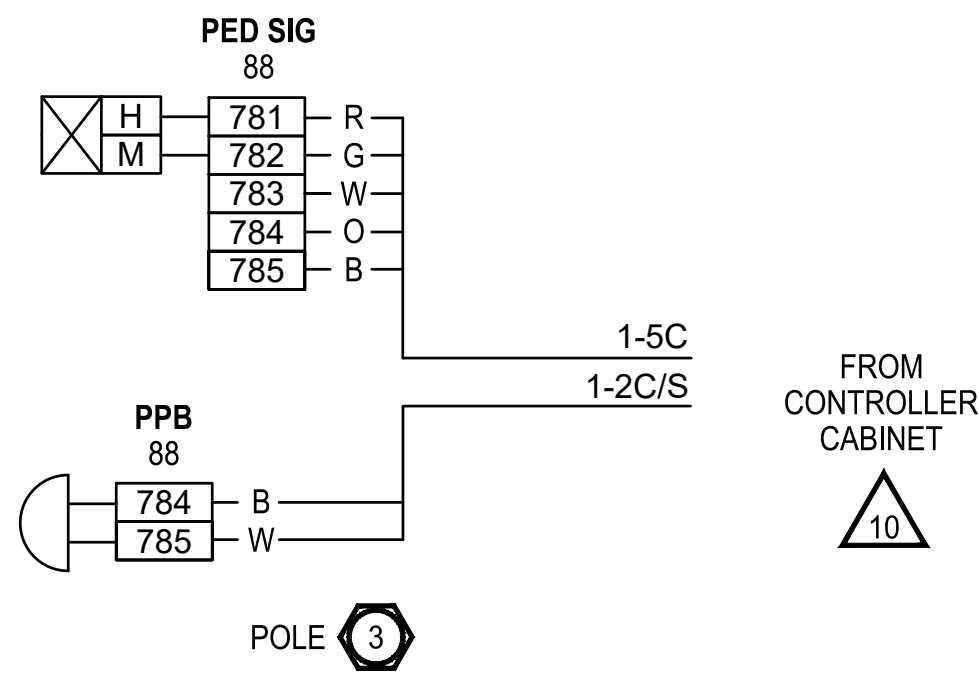 PED SIG
88
H 781 R
M 782 G
783 W
784 O
785 B
1-5C
1-2C/S
FROM
CONTROLLER
CABINET
10
PPB
88
784 B
785 W
POLE 3